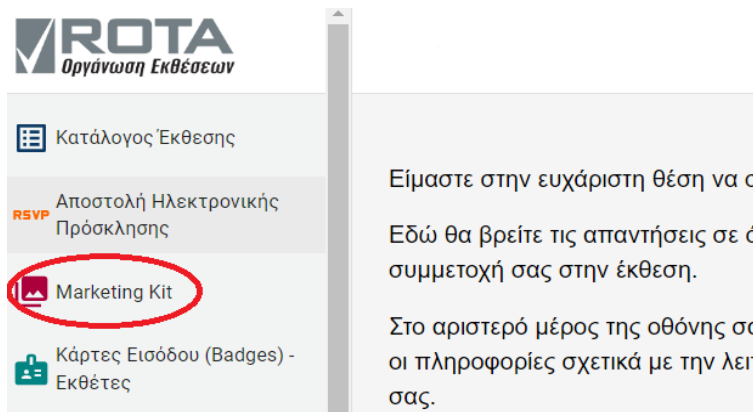 ROTA
Οργάνωση Εκθέσεων
Κατάλογος Έκθεσης
RSVP
Αποστολή Ηλεκτρονικής
Πρόσκλησης
Marketing Kit
Κάρτες Εισόδου (Badges) -
Εκθέτες
Είμαστε στην ευχάριστη θέση να
Εδώ θα βρείτε τις απαντήσεις σε
συμμετοχή σας στην έκθεση.
Στο αριστερό μέρος της οθόνης
οι πληροφορίες σχετικά με την
σας.